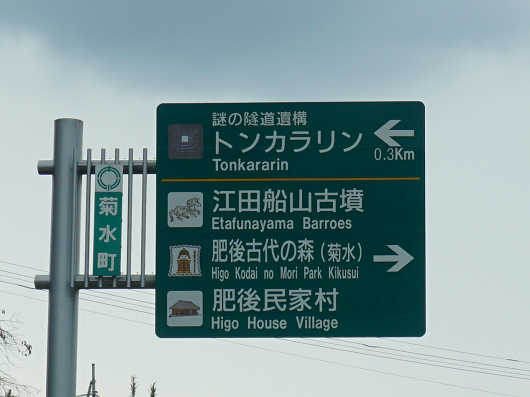 謎の隧道遺構
トンカラリン
Tonkararin
0.3Km
江田船山古墳
Etafunayama Barroes
肥後古代の森(菊水)
Higo Kodai no Mori Park Kikusui
肥後民家村
Higo House Village
菊水町